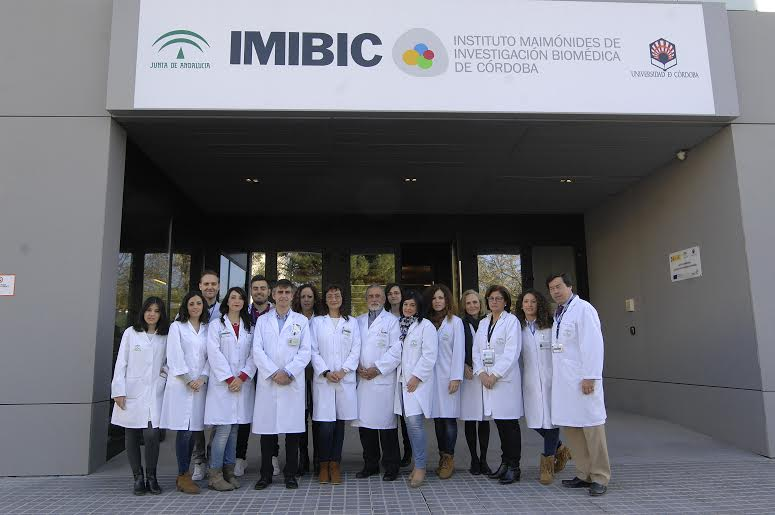 JUNTA DE ANDALUCIA
IMIBIC
INSTITUTO MAIMÓNIDES DE
INVESTIGACIÓN BIOMÉDICA
DE CÓRDOBA
UNIVERSIDAD Đ CÓRDOBA